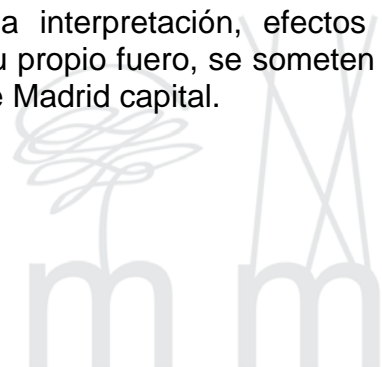 a interpretación, efectos
u propio fuero, se someten
e Madrid capital.
m m